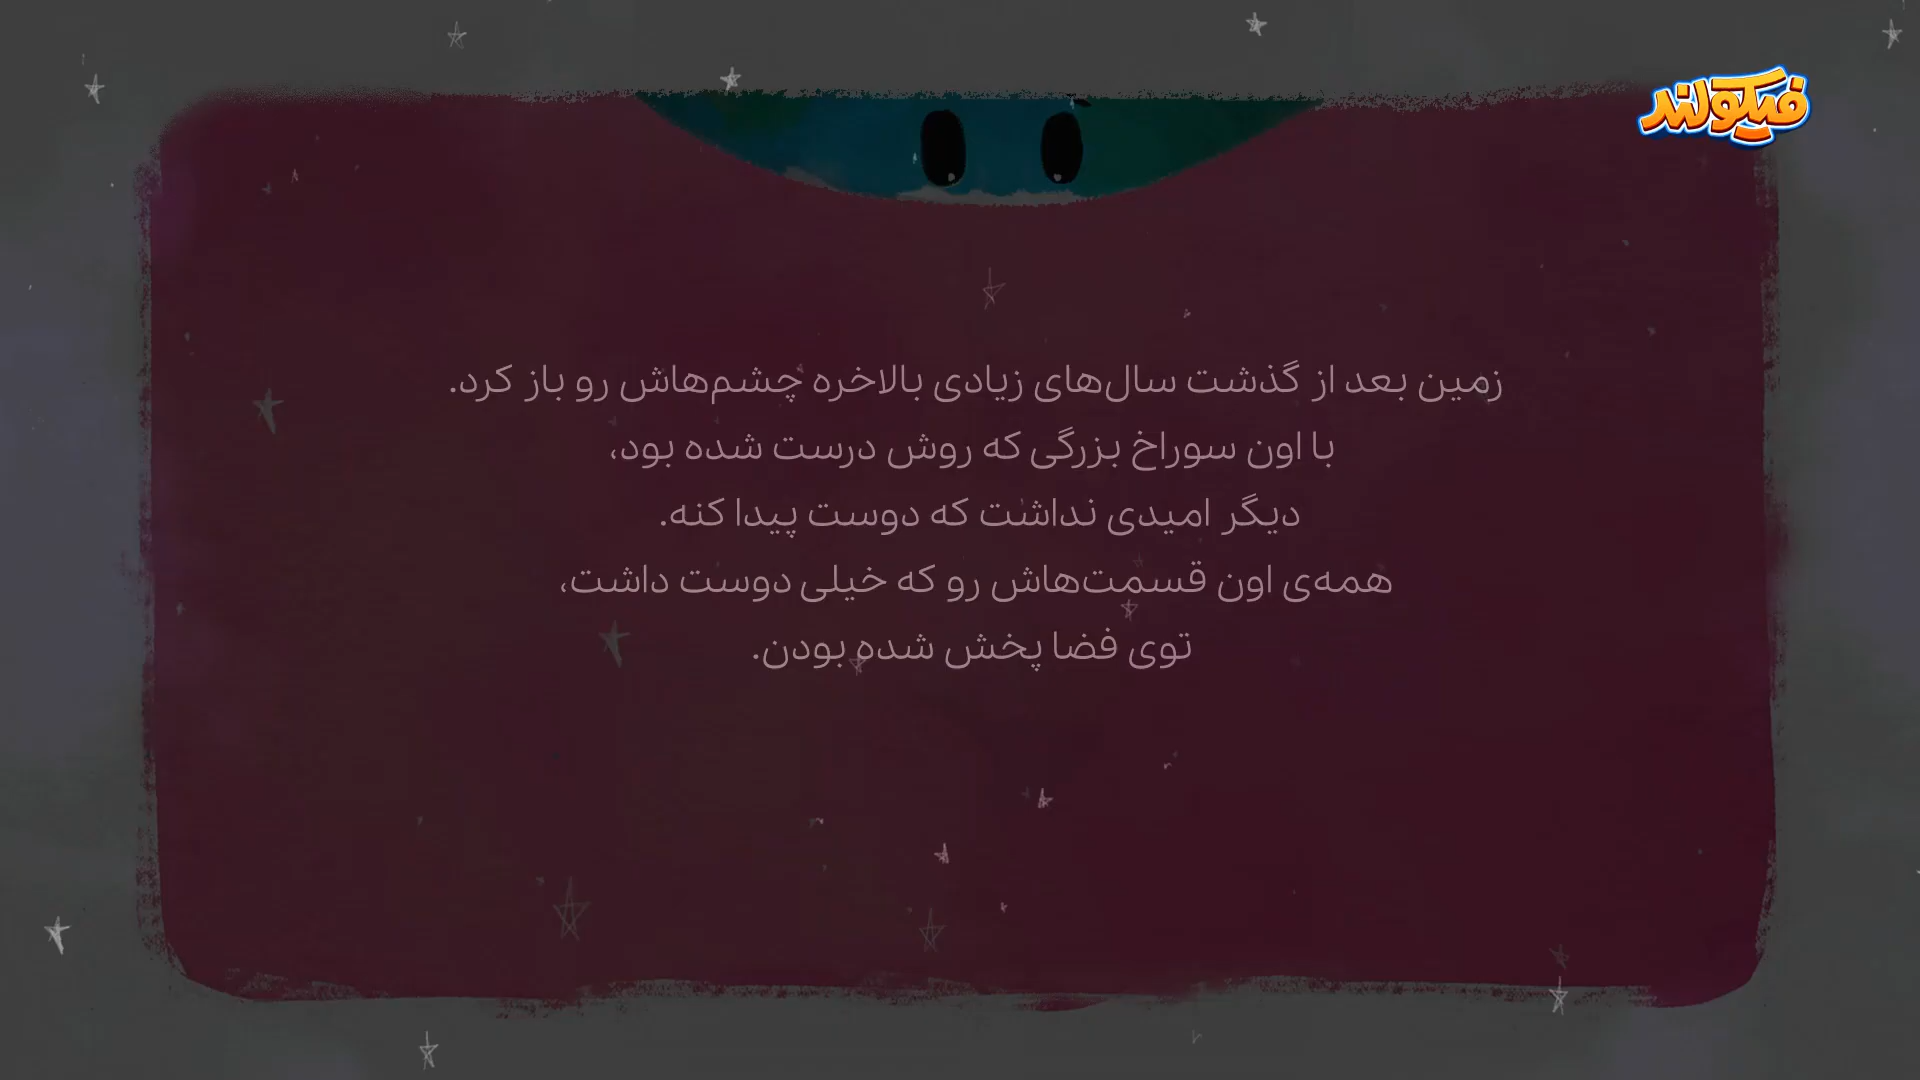 فیکولند
زمین بعد از گذشت سال‌های زیادی بالاخره چشم‌هاش رو باز کرد.
با اون سوراخ بزرگی که روش درست شده بود،
دیگر امیدی نداشت که دوست پیدا کنه.
همه‌ی اون قسمت‌هاش رو که خیلی دوست داشت،
توی فضا پخش شده بودن.